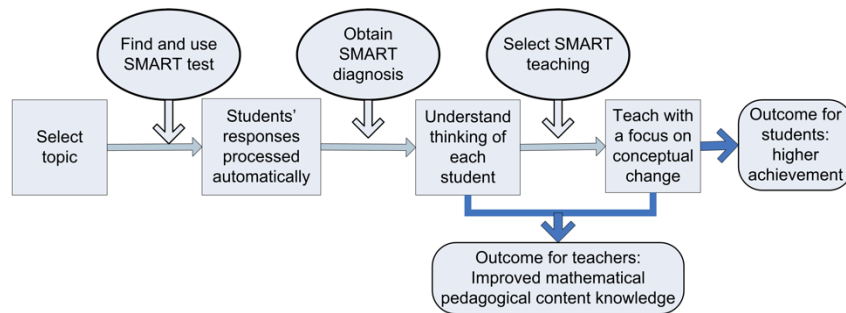 Find and use
SMART test
Obtain
SMART
diagnosis
Select SMART
teaching
Select
topic
Students’
responses
processed
automatically
Understand
thinking of
each
student
Teach with
a focus on
conceptual
change
Outcome for
students:
higher
achievement
Outcome for teachers:
Improved mathematical
pedagogical content knowledge